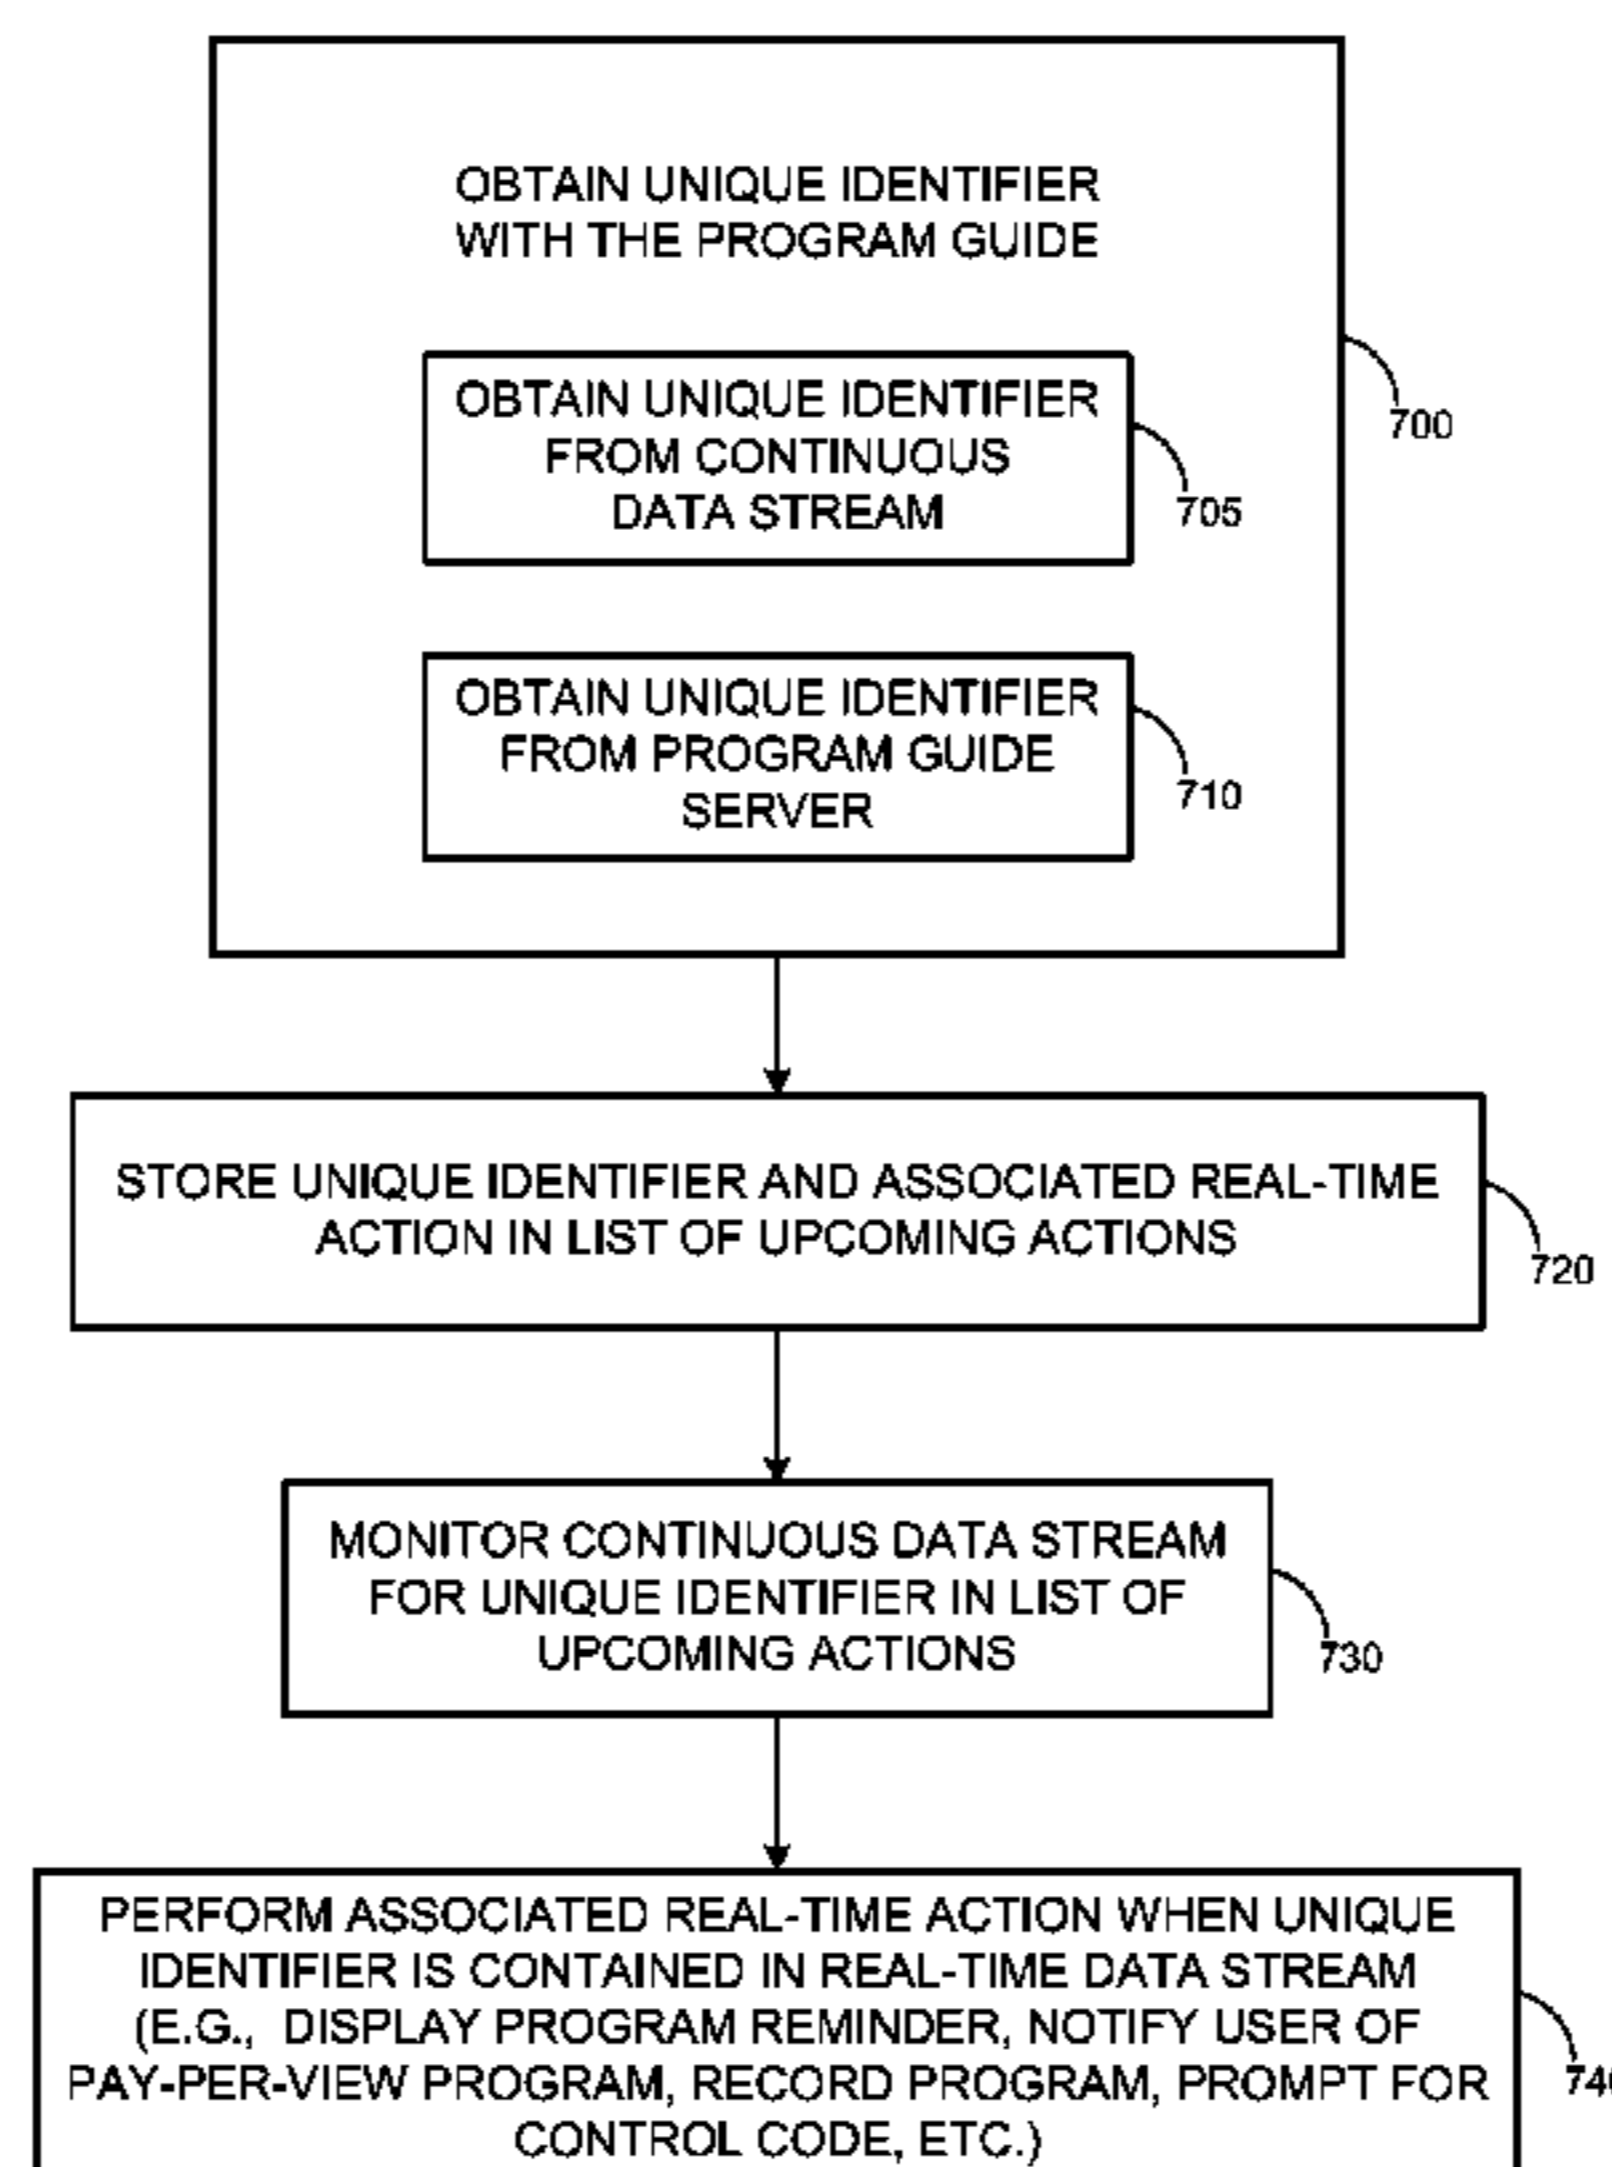 OBTAIN UNIQUE IDENTIFIER
WITH THE PROGRAM GUIDE
700
OBTAIN UNIQUE IDENTIFIER
FROM CONTINUOUS
DATA STREAM
705
OBTAIN UNIQUE IDENTIFIER
FROM PROGRAM GUIDE
SERVER
710
STORE UNIQUE IDENTIFIER AND ASSOCIATED REAL-TIME
ACTION IN LIST OF UPCOMING ACTIONS
720
MONITOR CONTINUOUS DATA STREAM
FOR UNIQUE IDENTIFIER IN LIST OF
UPCOMING ACTIONS
730
PERFORM ASSOCIATED REAL-TIME ACTION WHEN UNIQUE
IDENTIFIER IS CONTAINED IN REAL-TIME DATA STREAM
(E.G., DISPLAY PROGRAM REMINDER, NOTIFY USER OF
PAY-PER-VIEW PROGRAM, RECORD PROGRAM, PROMPT FOR
CONTROL CODE, ETC.)
740